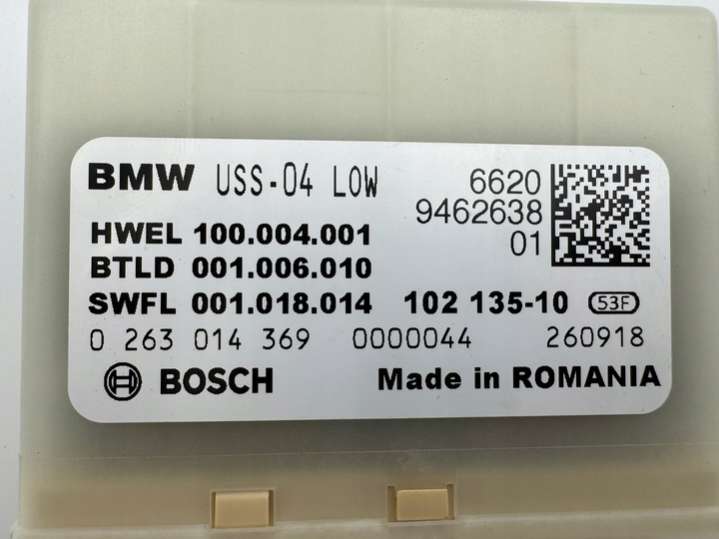 BMW USS-04 LOW 6620
9462638
HWEL 100.004.001 01
BTLD 001.006.010
SWFL 001.018.014 102 135-10 53F
0 263 014 369 0000044 260918
BOSCH Made in ROMANIA